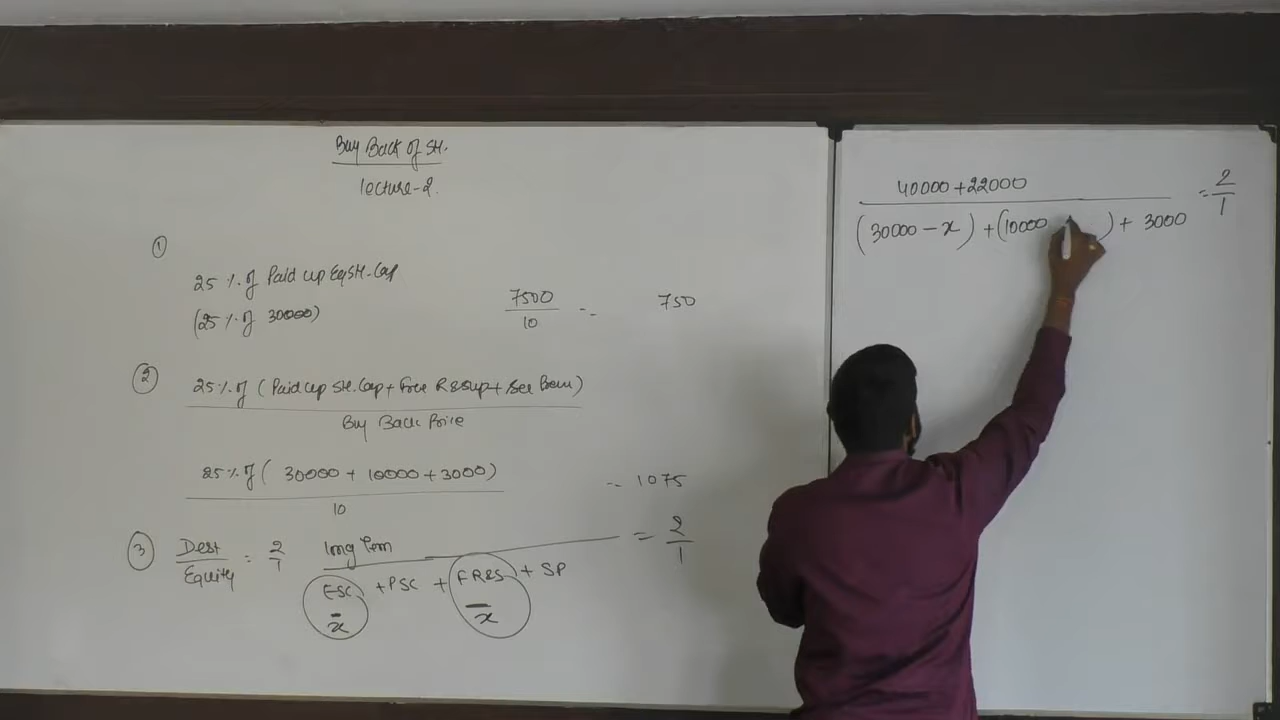 Buy Back of SH.
Lecture-2.
①
25 %. of Paid up Eq SH. Cap
(25 %. of 30000)
7500
10
=
750
②
25 %. of (Paid up SH. Cap + Free R&Sup + Sec Prem)
Buy Back Price
25 %. of ( 30000 + 10000 + 3000)
10
= 1075
③
Dest
Equity
=
2
1
long Term
ESC
- x
+ PSC +
FR&S
- x
+ SP
=
2
1
40000 + 22000
(30000 - x) + (10000
) + 3000
=
2
1